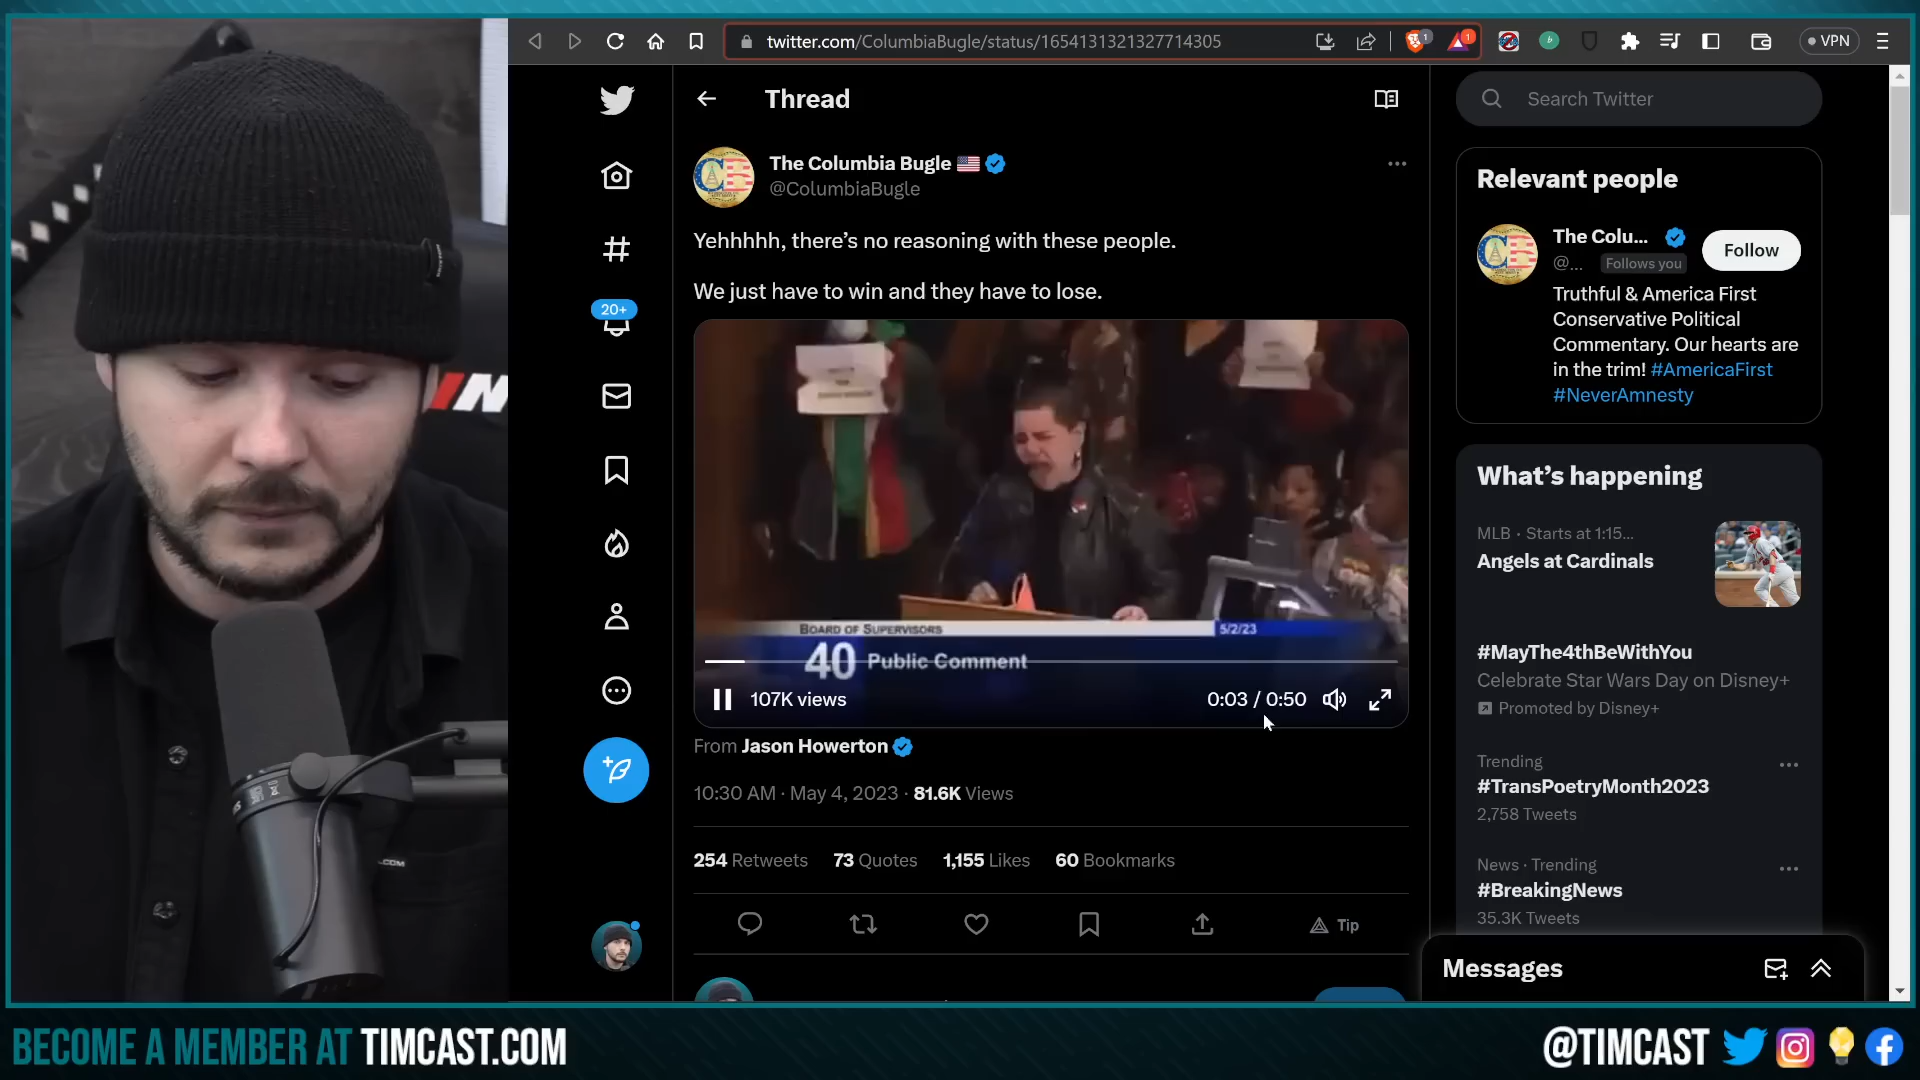 twitter.com/ColumbiaBugle/status/1654131321327714305
1
1
VPN
Thread
Search Twitter
The Columbia Bugle
@ColumbiaBugle
Yehhhhh, there's no reasoning with these people.
We just have to win and they have to lose.
20+
BOARD OF SUPERVISORS
5/2/23
40 Public Comment
107K views
0:03 / 0:50
From Jason Howerton
10:30 AM · May 4, 2023 · 81.6K Views
254 Retweets 73 Quotes 1,155 Likes 60 Bookmarks
Tip
Relevant people
The Colu...
Follow
@...
Follows you
Truthful & America First
Conservative Political
Commentary. Our hearts are
in the trim! #AmericaFirst
#NeverAmnesty
What's happening
MLB · Starts at 1:15...
Angels at Cardinals
#MayThe4thBeWithYou
Celebrate Star Wars Day on Disney+
Promoted by Disney+
Trending
#TransPoetryMonth2023
2,758 Tweets
News · Trending
#BreakingNews
35.3K Tweets
Messages
.COM
BECOME A MEMBER AT TIMCAST.COM
@TIMCAST